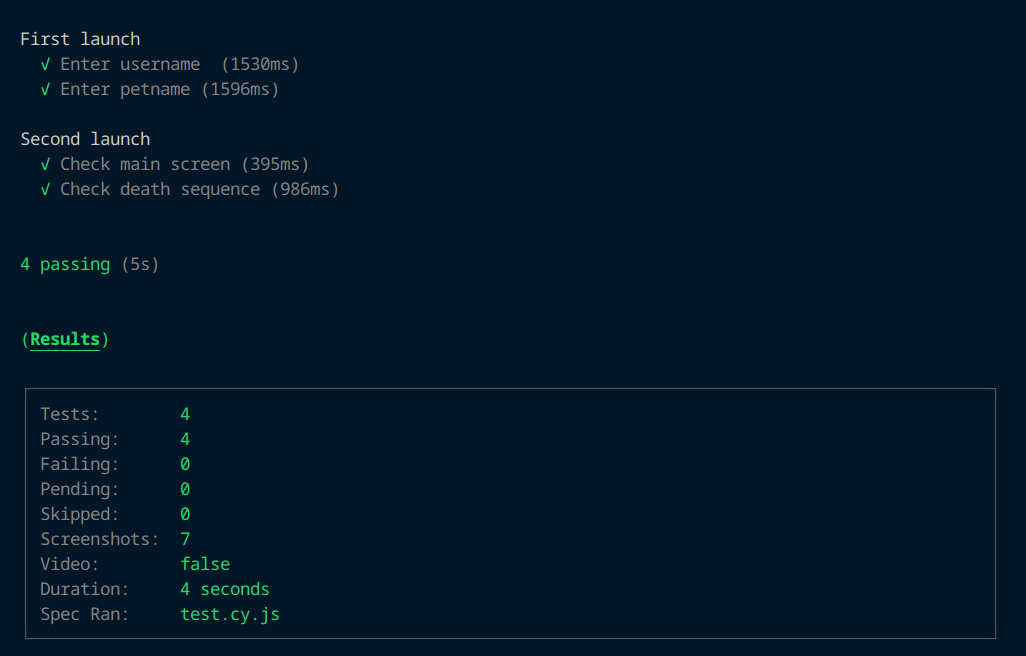 First launch
√ Enter username  (1530ms)
√ Enter petname (1596ms)
Second launch
√ Check main screen (395ms)
√ Check death sequence (986ms)
4 passing (5s)
(Results)
Tests: 4
Passing: 4
Failing: 0
Pending: 0
Skipped: 0
Screenshots: 7
Video: false
Duration: 4 seconds
Spec Ran: test.cy.js